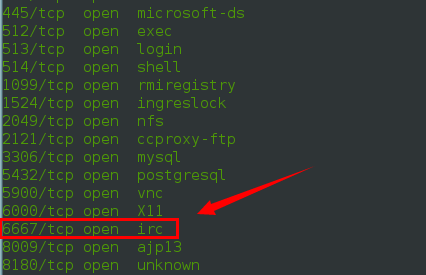 445/tcp open microsoft-ds
512/tcp open exec
513/tcp open login
514/tcp open shell
1099/tcp open rmiregistry
1524/tcp open ingreslock
2049/tcp open nfs
2121/tcp open ccproxy-ftp
3306/tcp open mysql
5432/tcp open postgresql
5900/tcp open vnc
6000/tcp open X11
6667/tcp open irc
8009/tcp open ajp13
8180/tcp open unknown